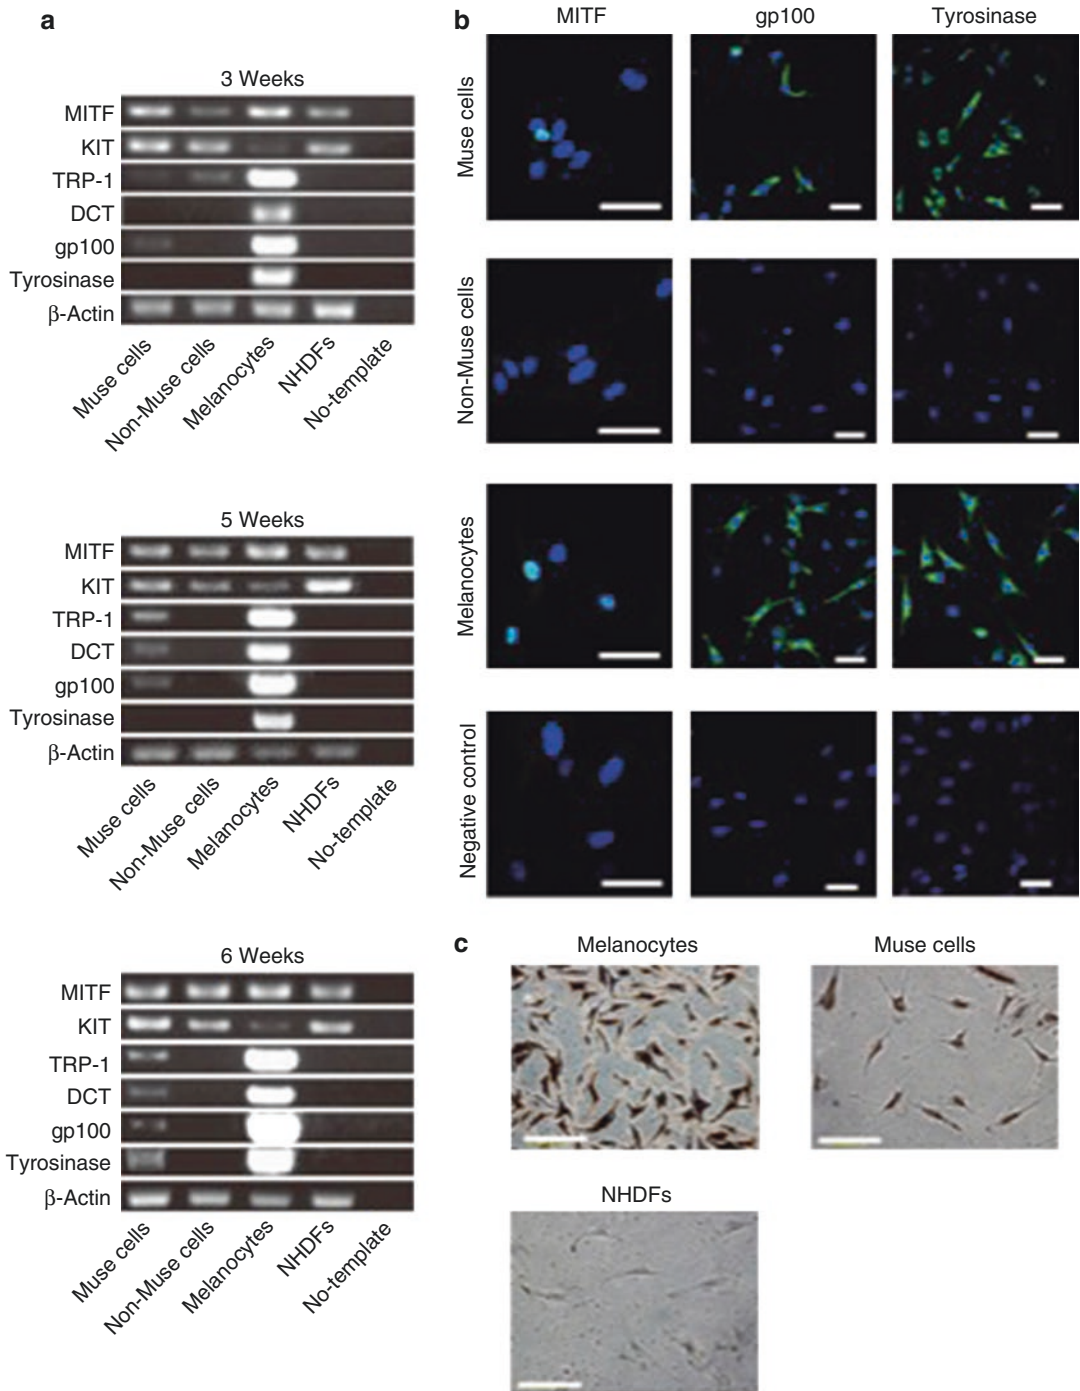 a
3 Weeks
MITF
KIT
TRP-1
DCT
gp100
Tyrosinase
β-Actin
Muse cells
Non-Muse cells
Melanocytes
NHDFs
No-template
5 Weeks
MITF
KIT
TRP-1
DCT
gp100
Tyrosinase
β-Actin
Muse cells
Non-Muse cells
Melanocytes
NHDFs
No-template
6 Weeks
MITF
KIT
TRP-1
DCT
gp100
Tyrosinase
β-Actin
Muse cells
Non-Muse cells
Melanocytes
NHDFs
No-template
b
MITF
gp100
Tyrosinase
Muse cells
Non-Muse cells
Melanocytes
Negative control
c
Melanocytes
Muse cells
NHDFs